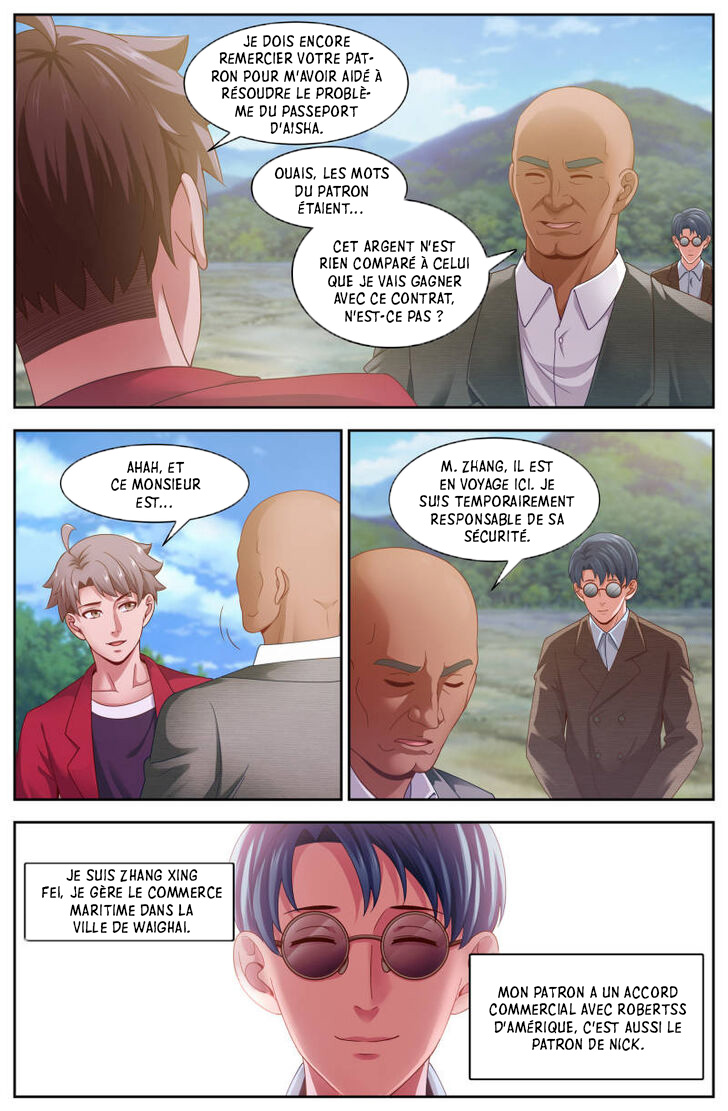 JE DOIS ENCORE
REMERCIER VOTRE PAT-
RON POUR M'AVOIR AIDÉ À
RÉSOUDRE LE PROBLÈ-
ME DU PASSEPORT
D'AISHA.
OUAIS, LES MOTS
DU PATRON
ÉTAIENT...
CET ARGENT N'EST
RIEN COMPARÉ À CELUI
QUE JE VAIS GAGNER
AVEC CE CONTRAT,
N'EST-CE PAS ?
AHAH, ET
CE MONSIEUR
EST...
M. ZHANG, IL EST
EN VOYAGE ICI. JE
SUIS TEMPORAIREMENT
RESPONSABLE DE SA
SÉCURITÉ.
JE SUIS ZHANG XING
FEI, JE GÈRE LE COMMERCE
MARITIME DANS LA
VILLE DE WAIGHAI.
MON PATRON A UN ACCORD
COMMERCIAL AVEC ROBERTSS
D'AMÉRIQUE, C'EST AUSSI LE
PATRON DE NICK.